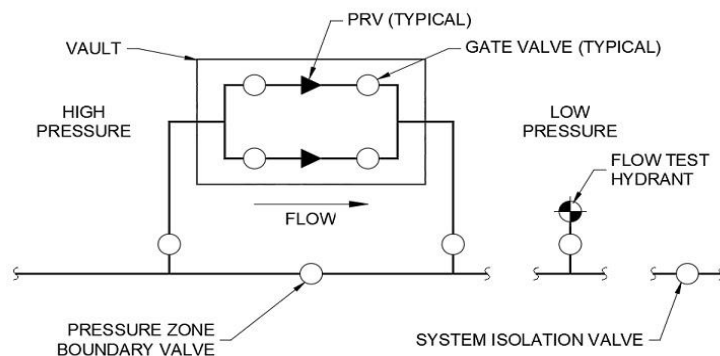 PRV (TYPICAL)
VAULT
GATE VALVE (TYPICAL)
HIGH
PRESSURE
LOW
PRESSURE
FLOW TEST
HYDRANT
FLOW
PRESSURE ZONE
BOUNDARY VALVE
SYSTEM ISOLATION VALVE